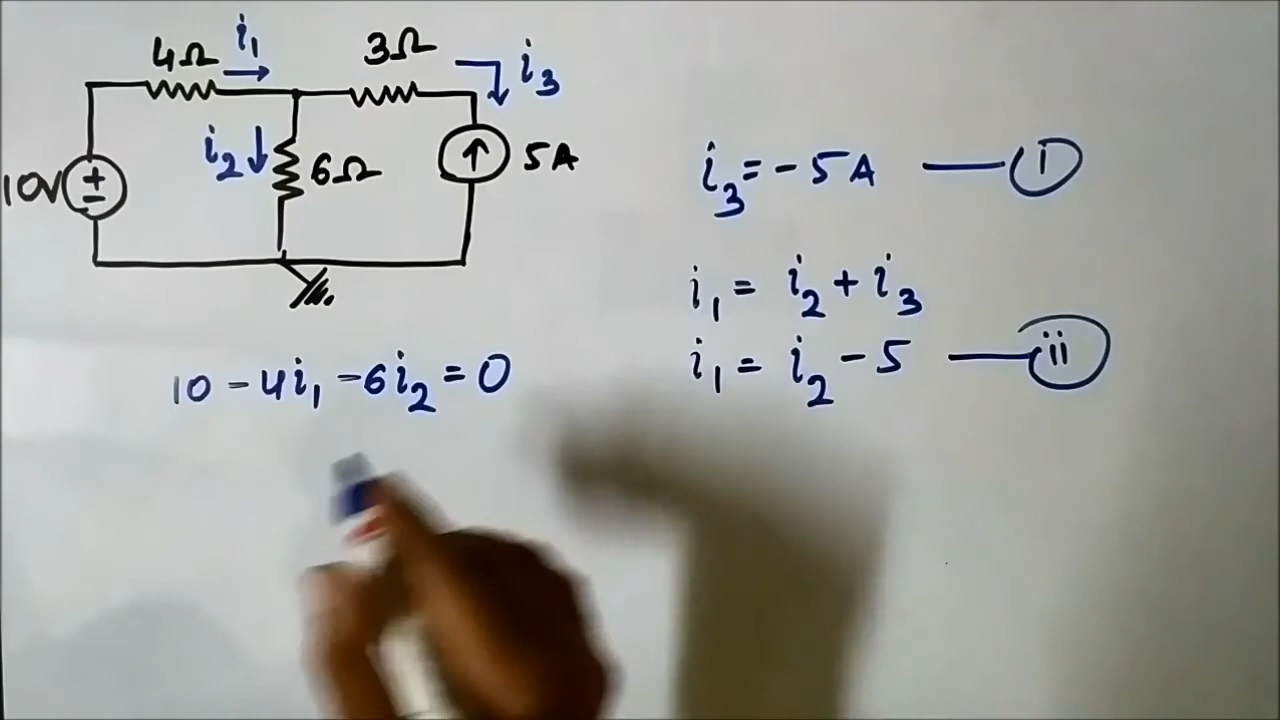 4Ω i₁ 3Ω i₃
10V + − i₂ 6Ω 5A
i₃ = - 5A — i
i₁ = i₂ + i₃
i₁ = i₂ - 5 — ii
10 - 4i₁ - 6i₂ = 0